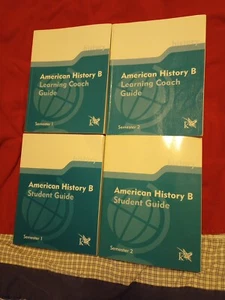 American History B
Learning Coach
Guide
Semester 1
American History B
Learning Coach
Guide
Semester 2
American History B
Student Guide
Semester 1
American History B
Student Guide
Semester 2